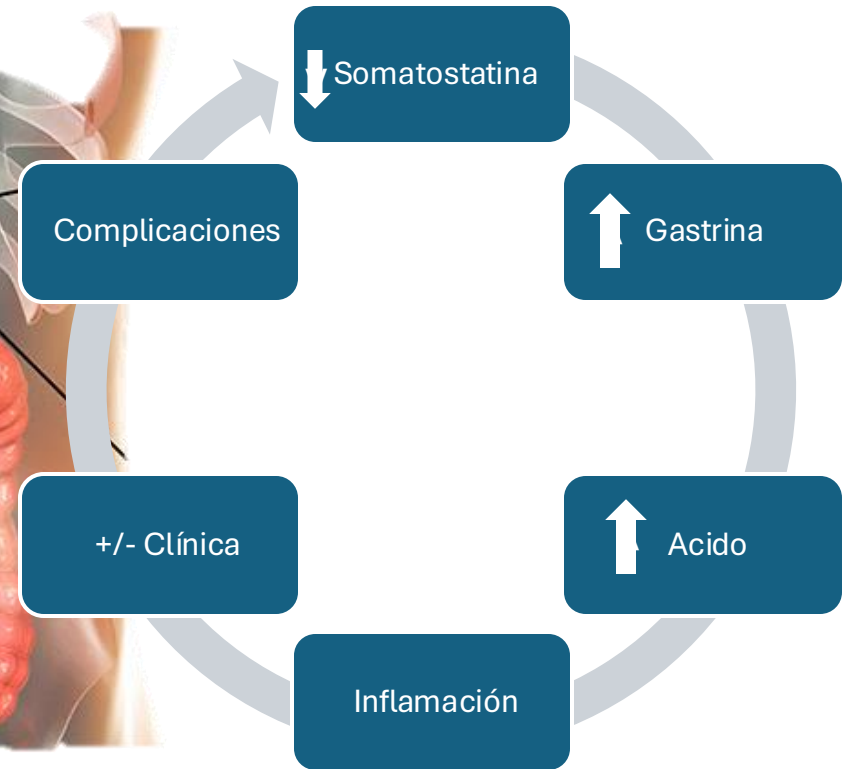 Somatostatina
Gastrina
Acido
Inflamación
+/- Clínica
Complicaciones